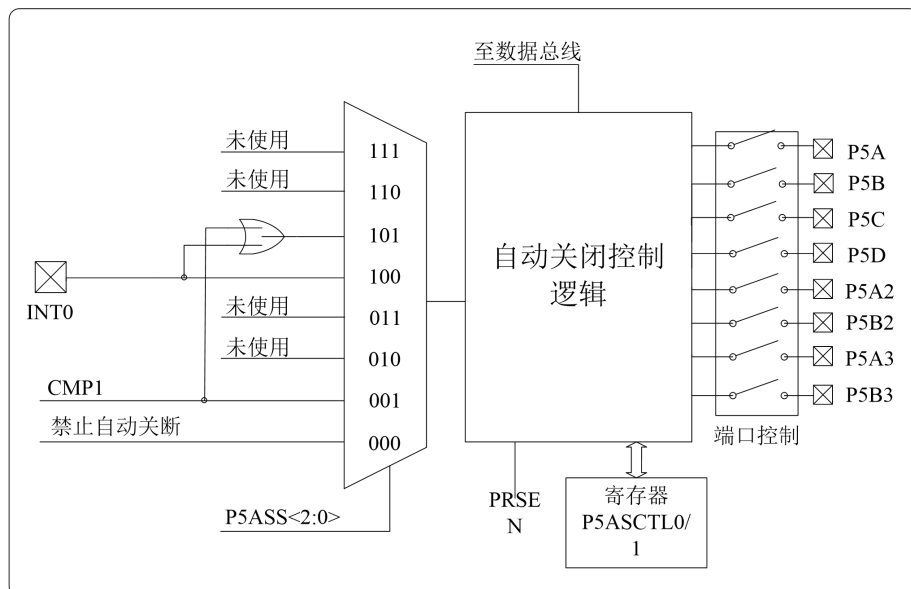 至数据总线
未使用
111
P5A
未使用
110
P5B
101
P5C
自动关闭控制
逻辑
P5D
INT0
100
P5A2
未使用
011
P5B2
未使用
010
P5A3
CMP1
001
P5B3
禁止自动关断
000
端口控制
P5ASS<2:0>
PRSE
N
寄存器
P5ASCTL0/
1